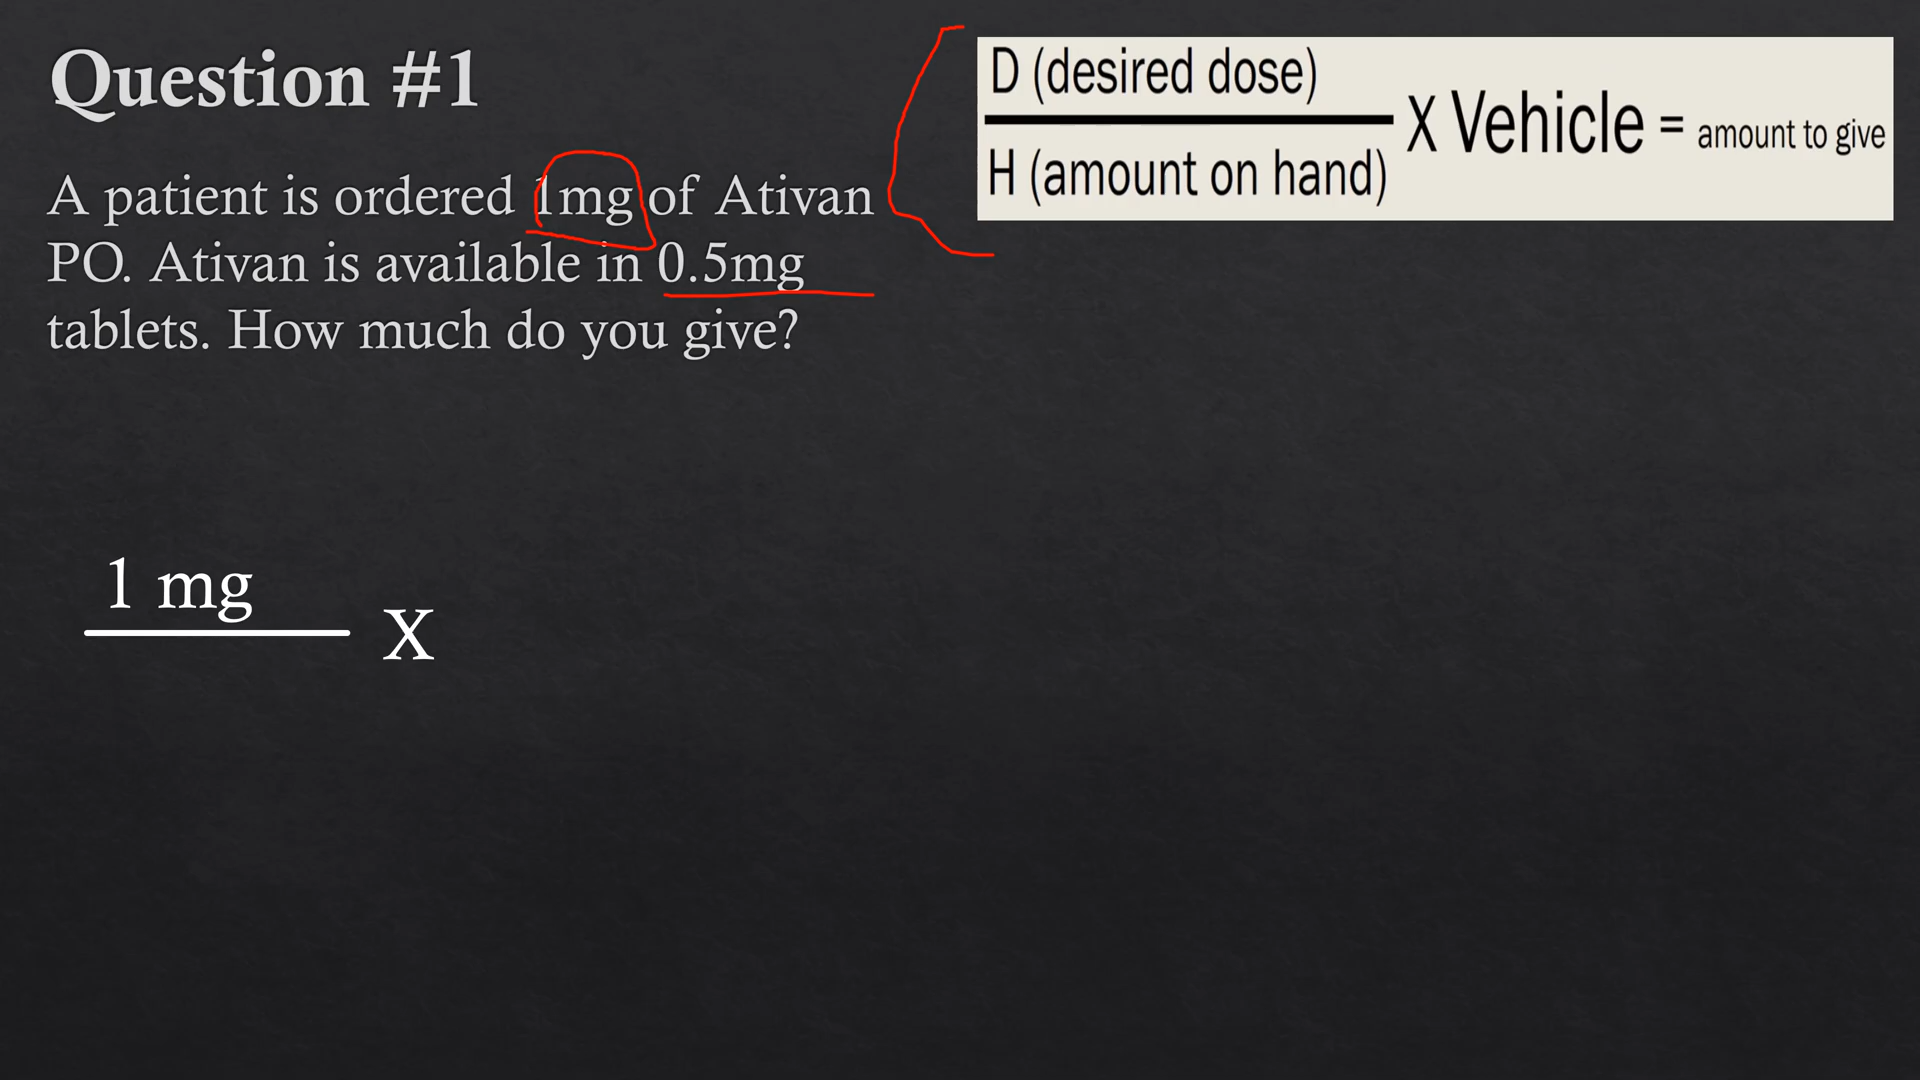 Question #1
A patient is ordered 1mg of Ativan
PO. Ativan is available in 0.5mg
tablets. How much do you give?
D (desired dose)
H (amount on hand)
X Vehicle = amount to give
1 mg
X